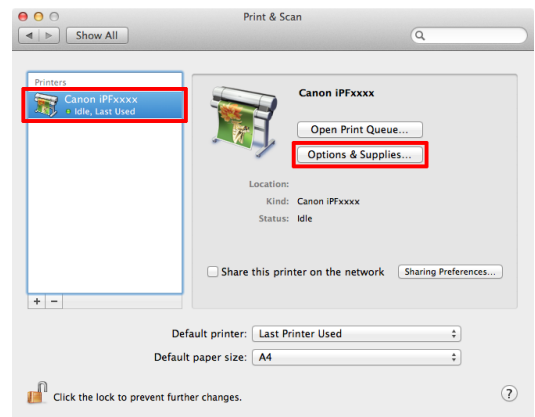 Print & Scan
Show All
Printers
Canon iPFxxxx
Idle, Last Used
Canon iPFxxxx
Open Print Queue...
Options & Supplies...
Location:
Kind: Canon iPFxxxx
Status: Idle
Share this printer on the network Sharing Preferences...
+ −
Default printer: Last Printer Used
Default paper size: A4
Click the lock to prevent further changes. ?